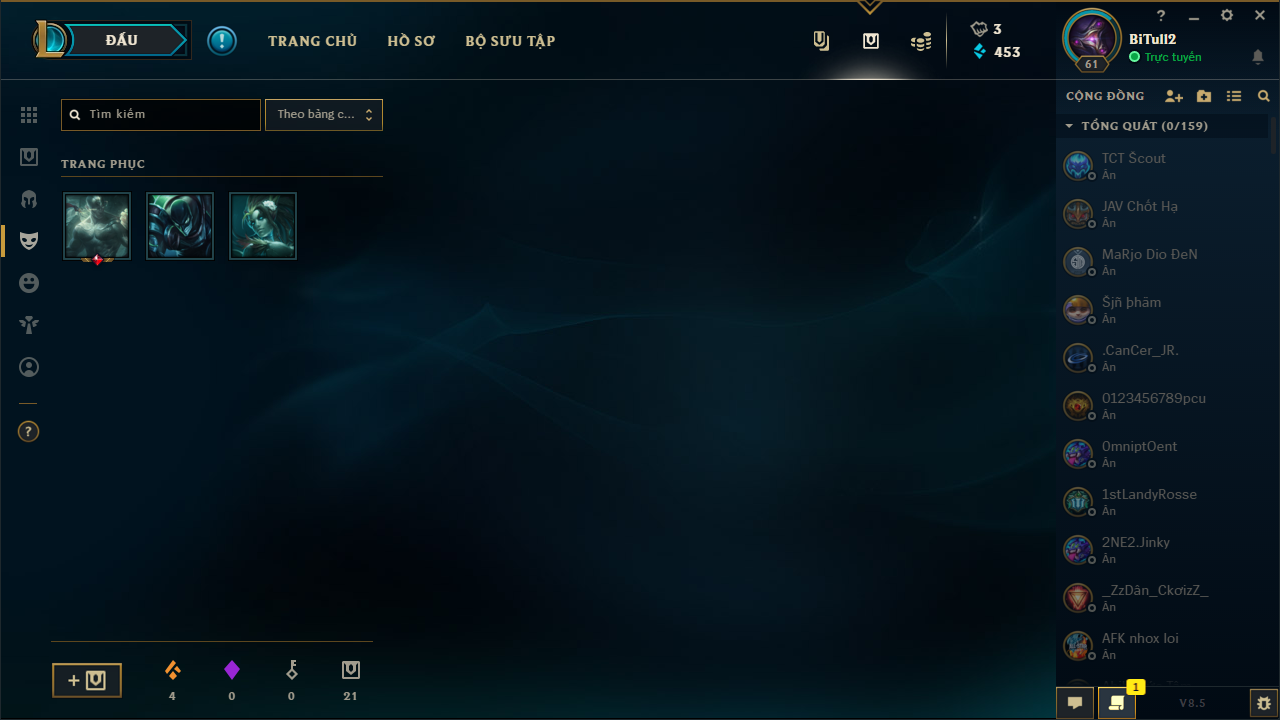 ĐẤU
TRANG CHỦ
HỒ SƠ
BỘ SƯU TẬP
3
453
?
61
BiTull2
Trực tuyến
Tìm kiếm
Theo bảng c...
CỘNG ĐỒNG
TỔNG QUÁT (0/159)
TRANG PHỤC
TCT Šcout
Ẩn
JAV Chốt Hạ
Ẩn
MaRjo Dio ĐeN
Ẩn
Šjñ þhäm
Ẩn
.CanCer_JR.
Ẩn
0123456789pcu
Ẩn
0mniptOent
Ẩn
1stLandyRosse
Ẩn
2NE2.Jinky
Ẩn
_ZzDân_CkơizZ_
Ẩn
AFK nhox loi
Ẩn
?
+
4
0
0
21
1
V8.5